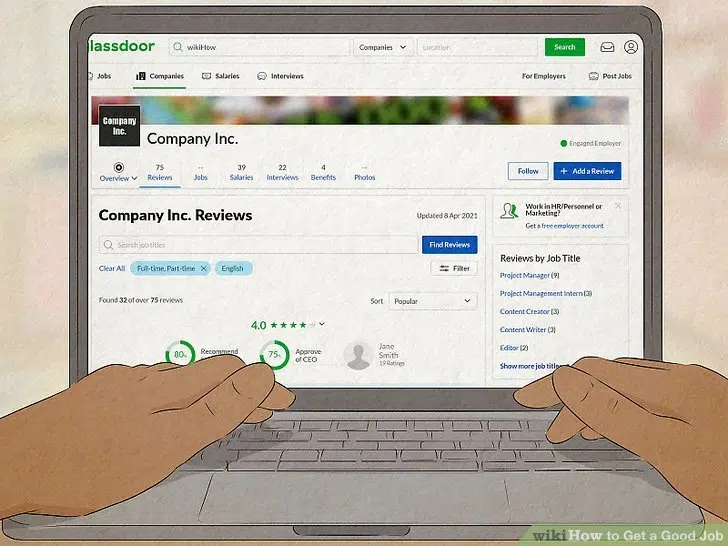 glassdoor
wikiHow
Companies
Location
Search
Jobs
Companies
Salaries
Interviews
For Employers
Post Jobs
Company
Inc.
Company Inc.
Engaged Employer
75
--
39
22
4
--
Overview
Reviews
Jobs
Salaries
Interviews
Benefits
Photos
Follow
+ Add a Review
Company Inc. Reviews
Updated 8 Apr 2021
Search job titles
Find Reviews
Clear All
Full-time, Part-time ×
English
Filter
Found 32 of over 75 reviews
Sort
Popular
4.0 ★★★★★
80%
Recommend
75%
Approve
of CEO
Jane
Smith
19 Ratings
Work in HR/Personnel or
Marketing?
Get a free employer account
Reviews by Job Title
Project Manager (9)
Project Management Intern (3)
Content Creator (3)
Content Writer (3)
Editor (2)
Show more job titles
wikiHow to Get a Good Job